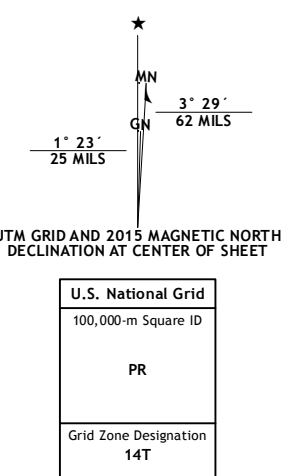 ★
MN
3° 29´
62 MILS
GN
1° 23´
25 MILS
UTM GRID AND 2015 MAGNETIC NORTH
DECLINATION AT CENTER OF SHEET
U.S. National Grid
100,000-m Square ID
PR
Grid Zone Designation
14T